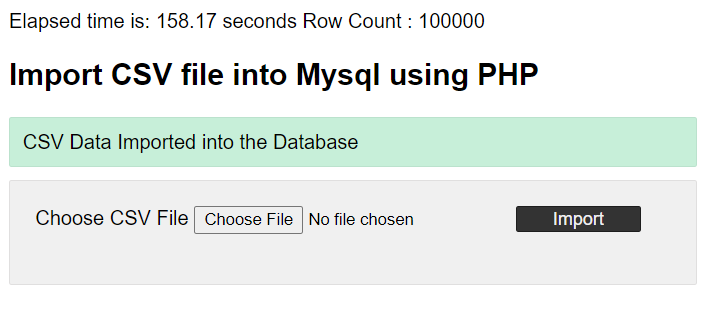 Elapsed time is: 158.17 seconds Row Count : 100000
Import CSV file into Mysql using PHP
CSV Data Imported into the Database
Choose CSV File Choose File No file chosen Import